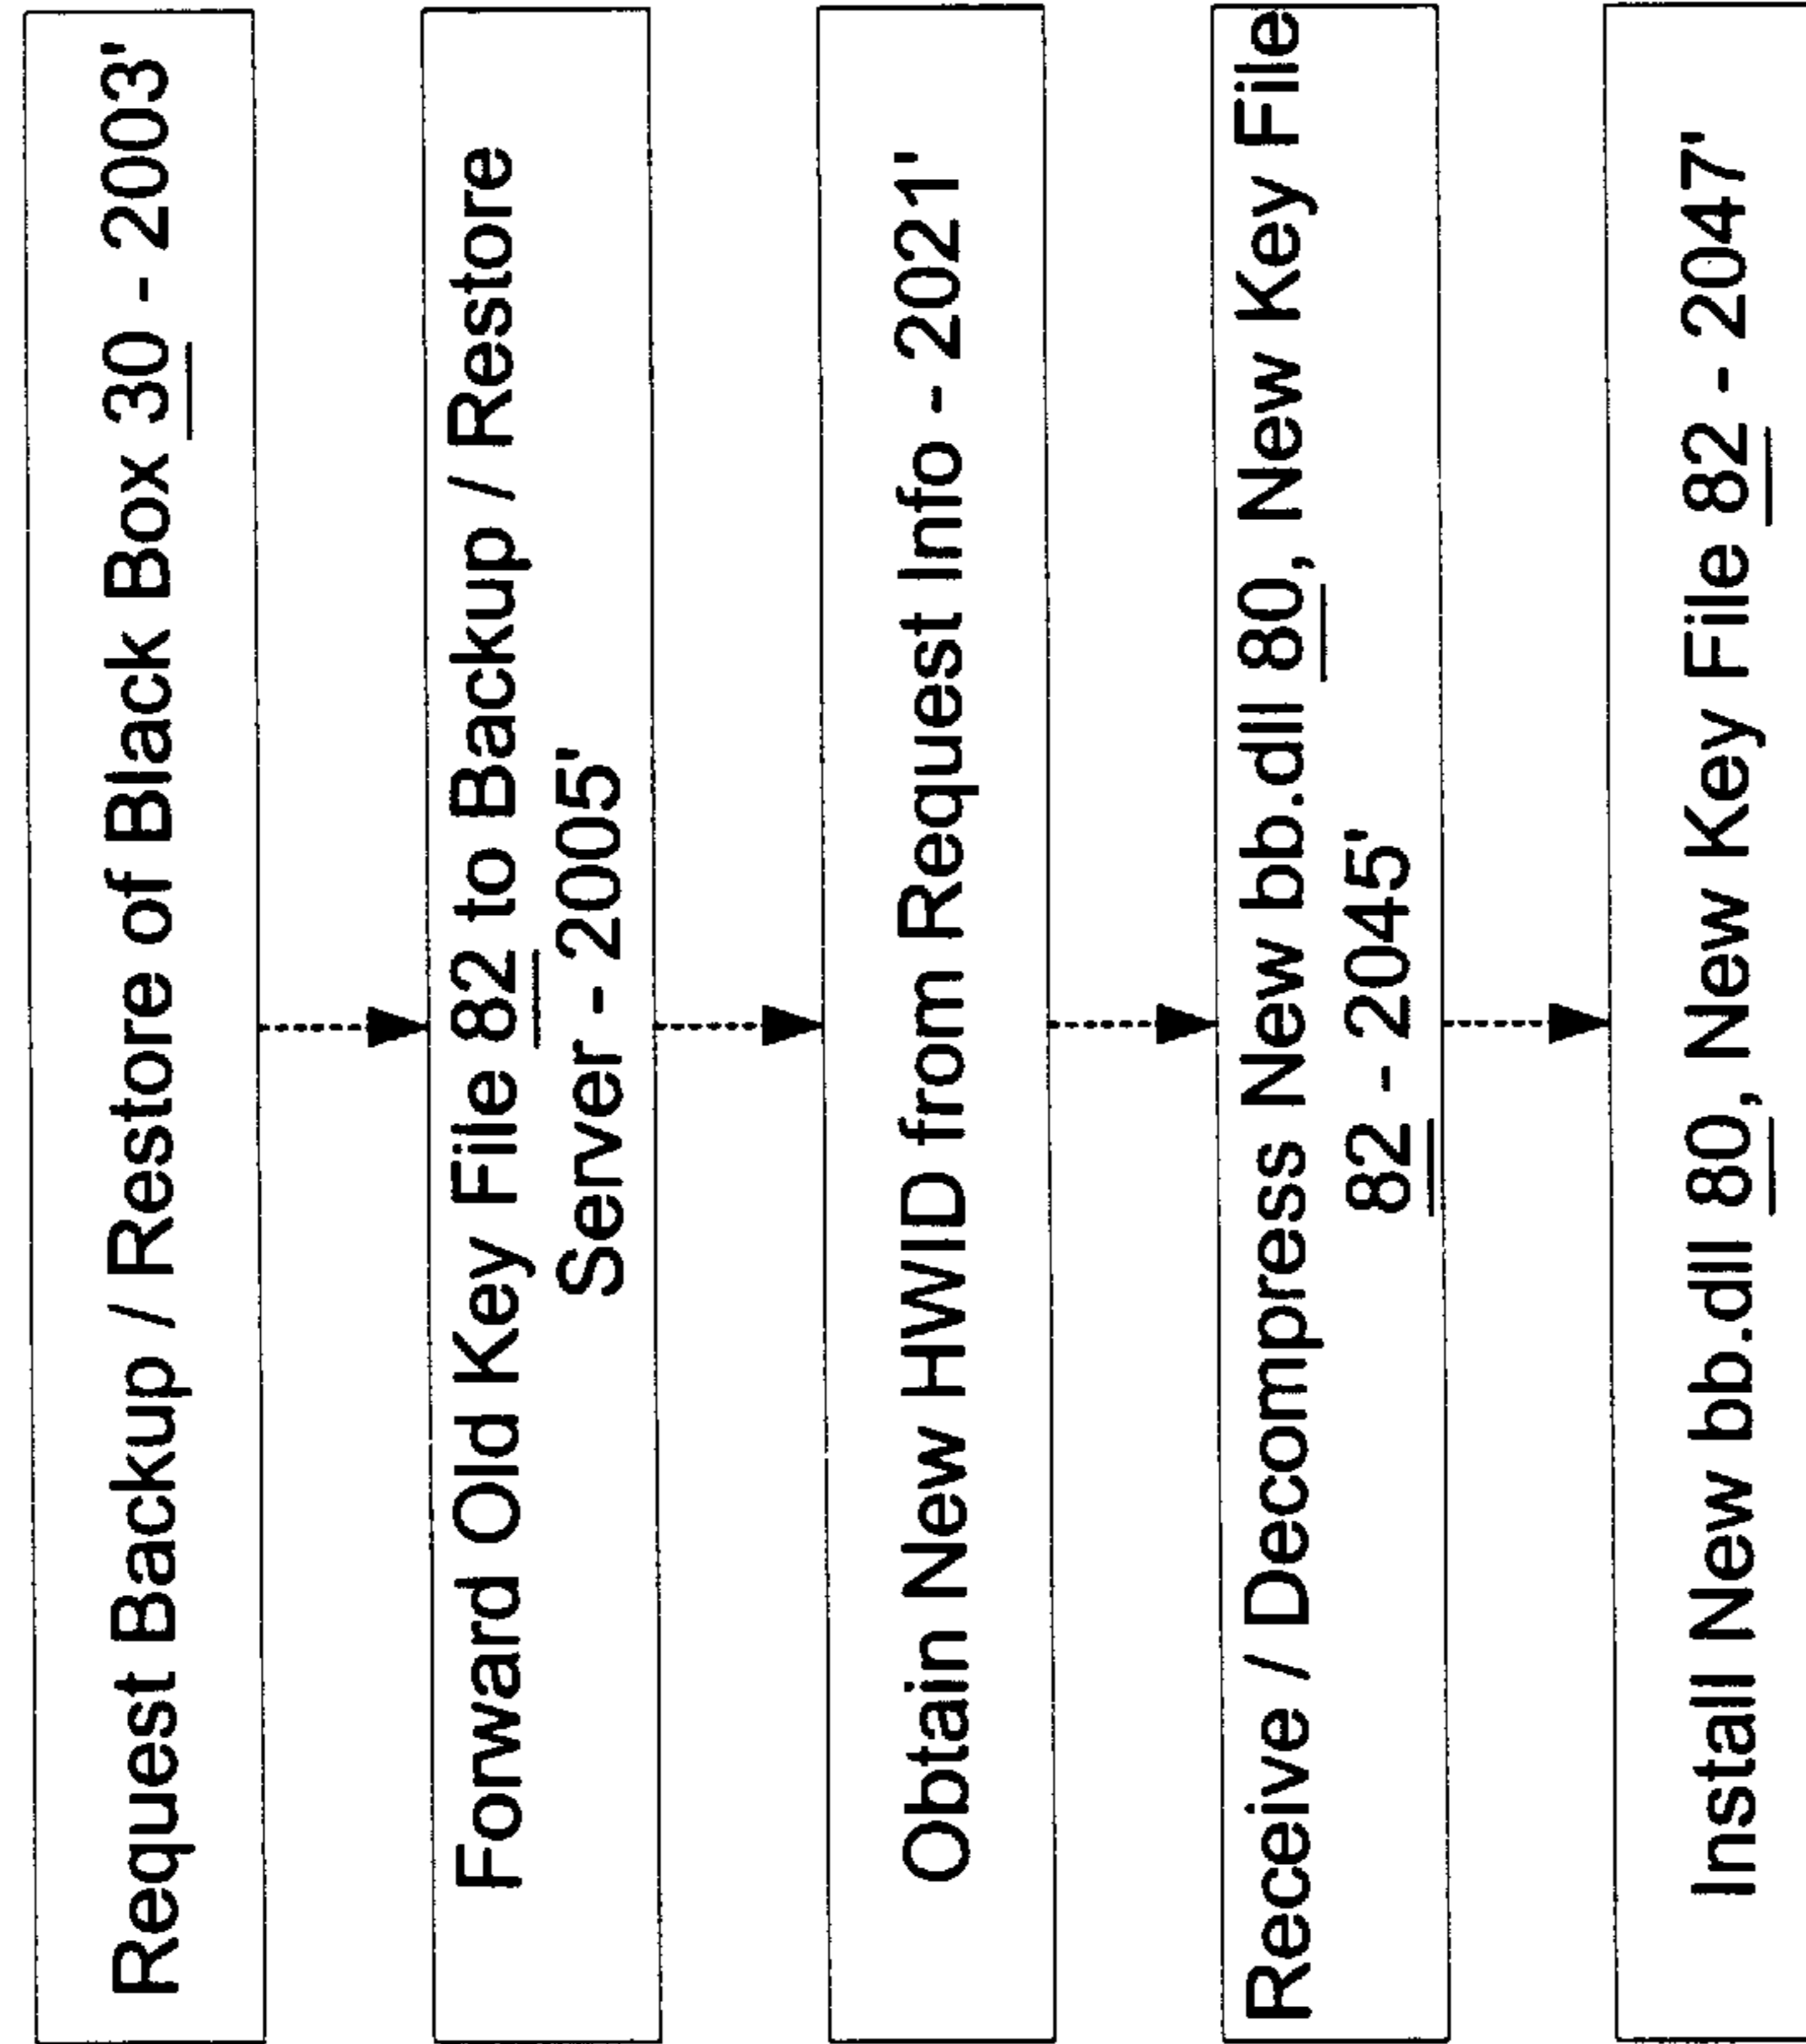 Request Backup / Restore of Black Box 30 - 2003'
Forward Old Key File 82 to Backup / Restore
Server - 2005'
Obtain New HWID from Request Info - 2021'
Receive / Decompress New bb.dll 80, New Key File
82 - 2045'
Install New bb.dll 80, New Key File 82 - 2047'